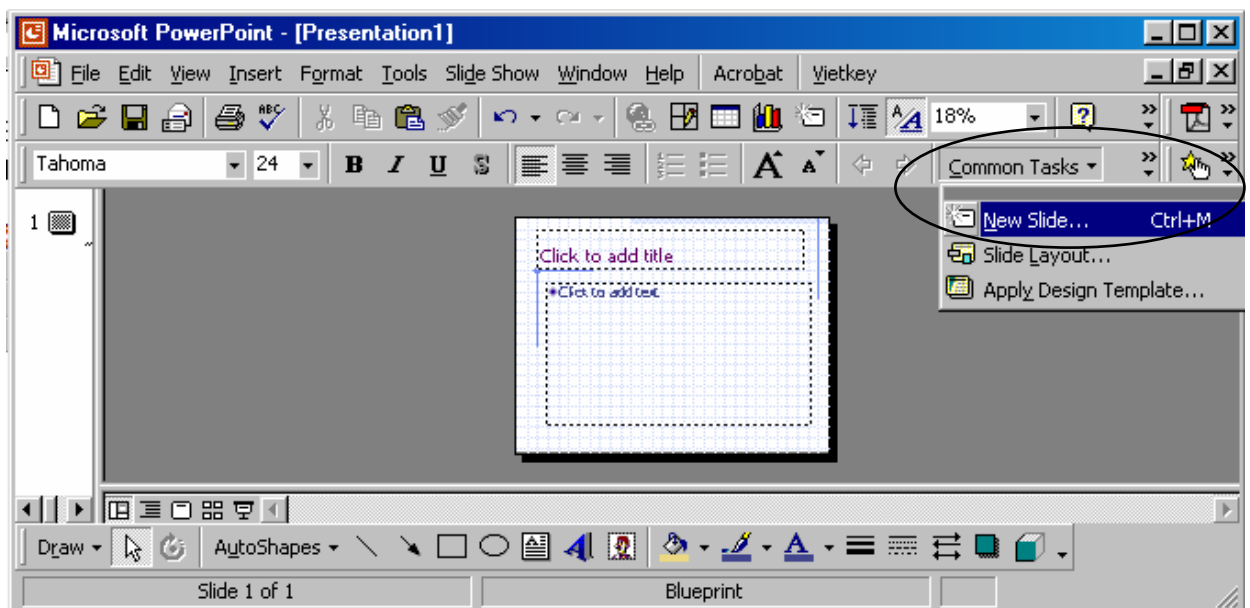 Microsoft PowerPoint - [Presentation1]
File Edit View Insert Format Tools Slide Show Window Help Acrobat Vietkey
ABC A/A 18% ?
Tahoma 24 B I U S A A Common Tasks
New Slide... Ctrl+M
Slide Layout...
Apply Design Template...
1
Click to add title
Click to add text
Draw AutoShapes A A
Slide 1 of 1 Blueprint